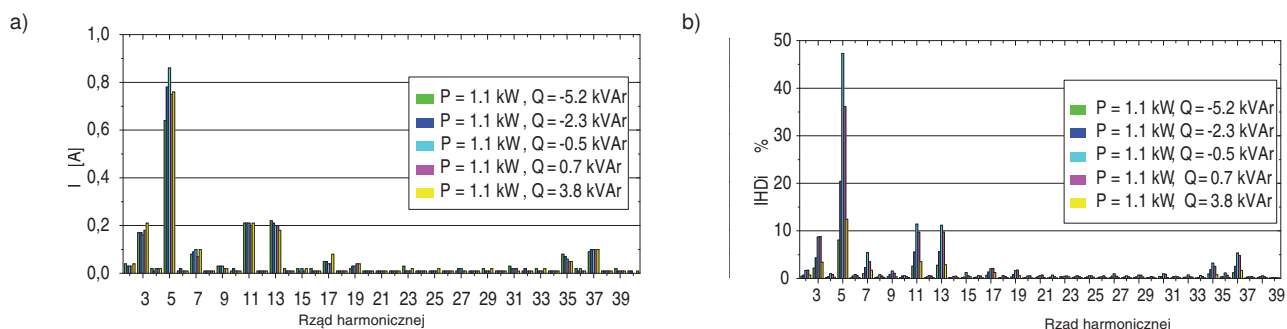 a)
1,0
0,8
0,6
0,4
0,2
0,0
I [A]
P = 1.1 kW , Q = -5.2 kVAr
P = 1.1 kW , Q = -2.3 kVAr
P = 1.1 kW , Q = -0.5 kVAr
P = 1.1 kW , Q = 0.7 kVAr
P = 1.1 kW , Q = 3.8 kVAr
3 5 7 9 11 13 15 17 19 21 23 25 27 29 31 33 35 37 39
Rząd harmonicznej
b)
50
40
30
20
10
0
IHDi %
P = 1.1 kW, Q = -5.2 kVAr
P = 1.1 kW, Q = -2.3 kVAr
P = 1.1 kW, Q = -0.5 kVAr
P = 1.1 kW, Q = 0.7 kVAr
P = 1.1 kW, Q = 3.8 kVAr
3 5 7 9 11 13 15 17 19 21 23 25 27 29 31 33 35 37 39
Rzad harmonicznej